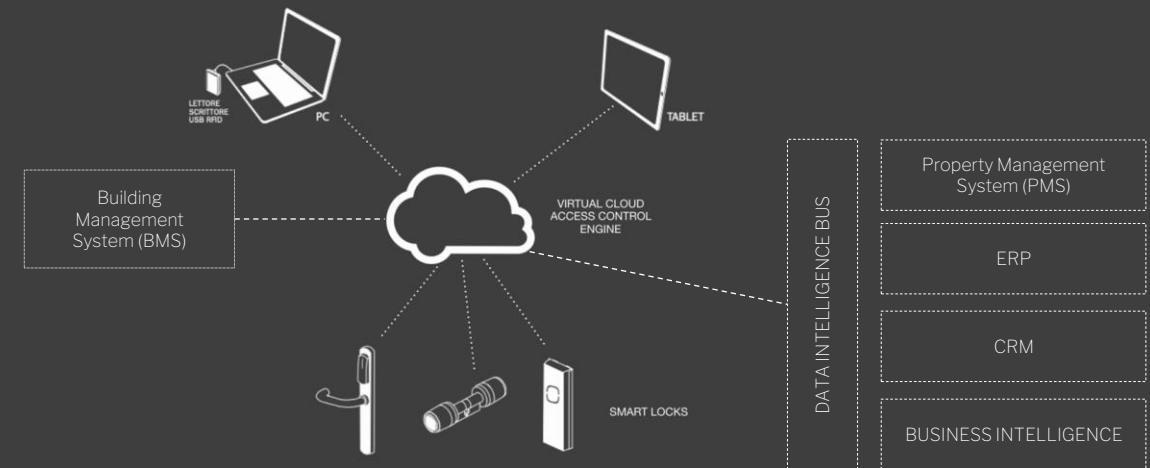 LETTORE
SCRITTORE
USB RFID
PC
TABLET
Building
Management
System (BMS)
VIRTUAL CLOUD
ACCESS CONTROL
ENGINE
SMART LOCKS
DATA INTELLIGENCE BUS
Property Management
System (PMS)
ERP
CRM
BUSINESS INTELLIGENCE